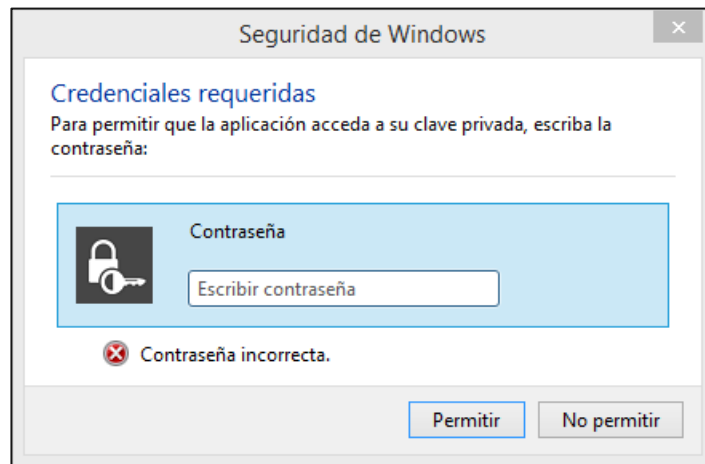 Seguridad de Windows
Credenciales requeridas
Para permitir que la aplicación acceda a su clave privada, escriba la
contraseña:
Contraseña
Escribir contraseña
Contraseña incorrecta.
Permitir No permitir